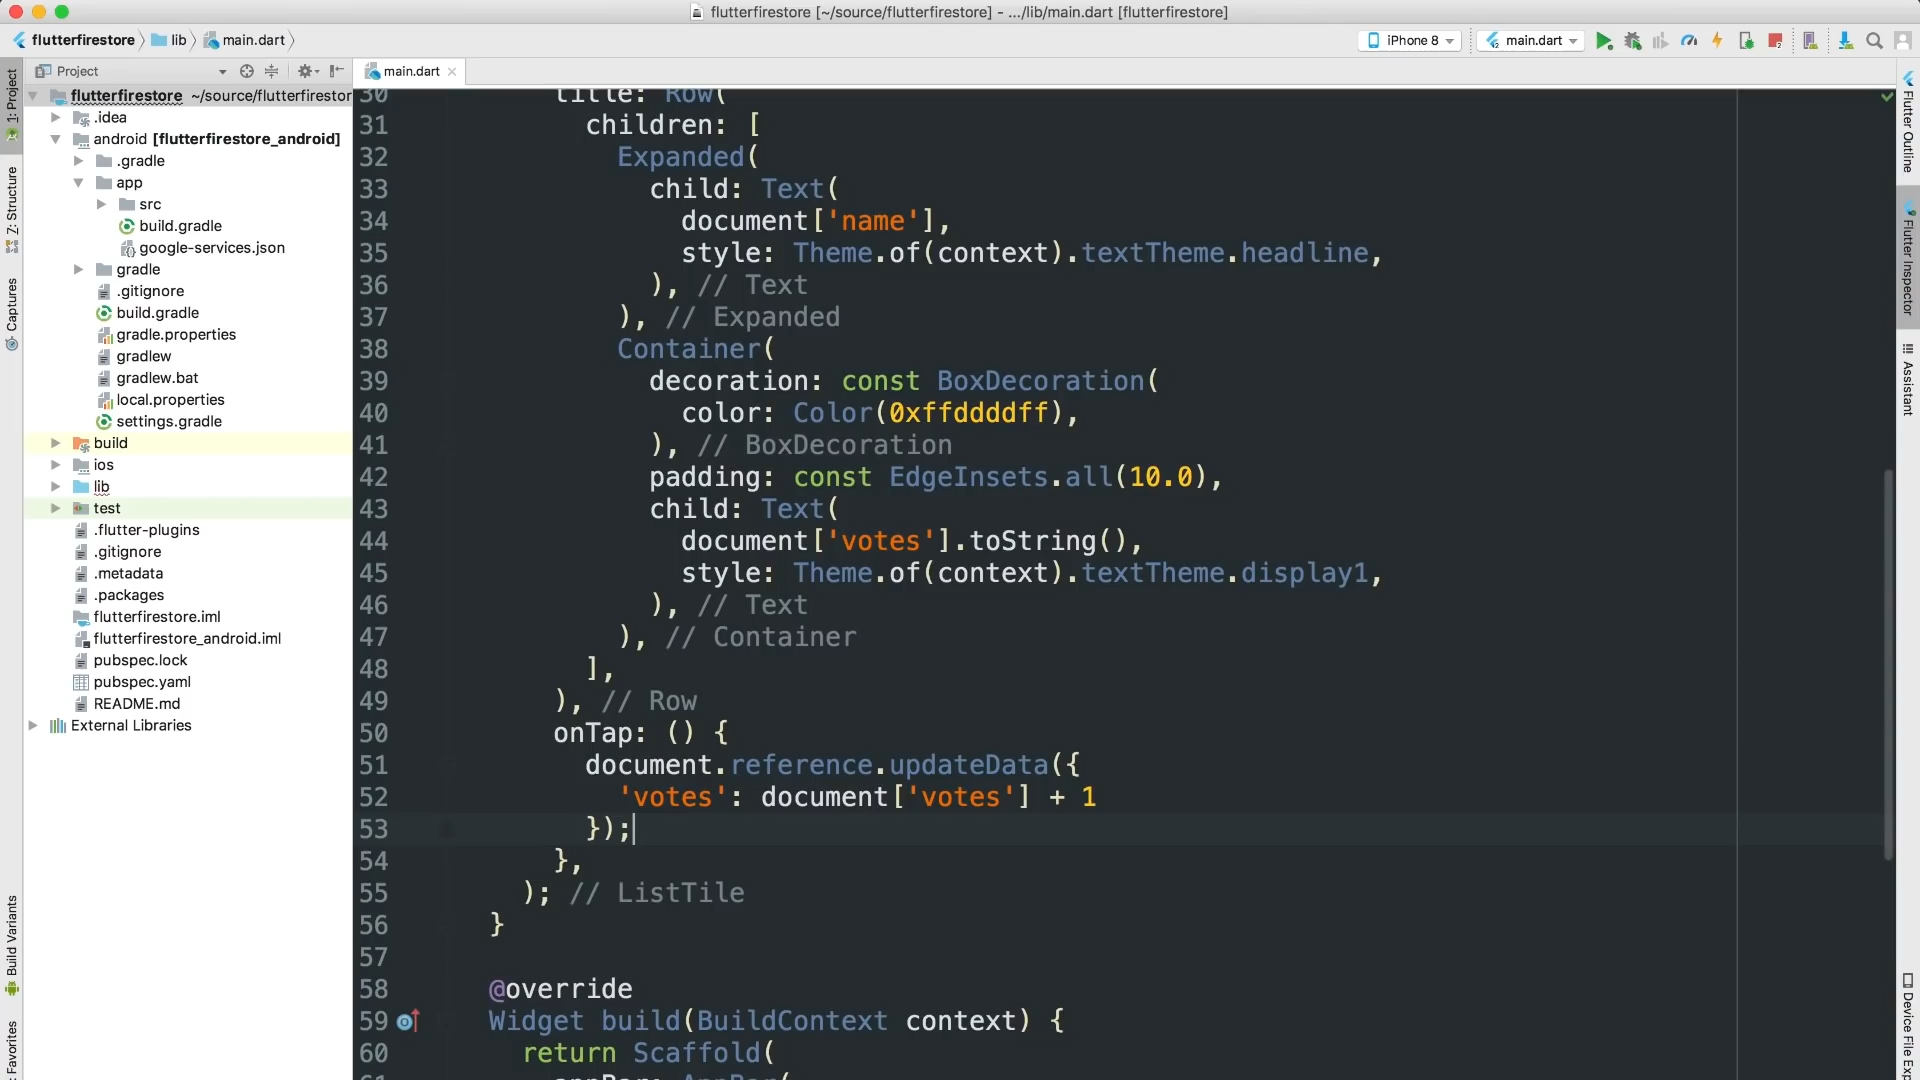 flutterfirestore [~/source/flutterfirestore] - .../lib/main.dart [flutterfirestore]
flutterfirestore lib main.dart iPhone 8 main.dart
Project main.dart
1: Project
Z: Structure
Captures
Build Variants
Favorites
flutterfirestore ~/source/flutterfirestor
.idea
android [flutterfirestore_android]
.gradle
app
src
build.gradle
google-services.json
gradle
.gitignore
build.gradle
gradle.properties
gradlew
gradlew.bat
local.properties
settings.gradle
build
ios
lib
test
.flutter-plugins
.gitignore
.metadata
.packages
flutterfirestore.iml
flutterfirestore_android.iml
pubspec.lock
pubspec.yaml
README.md
External Libraries
30 title: Row(
31 children: [
32 Expanded(
33 child: Text(
34 document['name'],
35 style: Theme.of(context).textTheme.headline,
36 ), // Text
37 ), // Expanded
38 Container(
39 decoration: const BoxDecoration(
40 color: Color(0xffddddff),
41 ), // BoxDecoration
42 padding: const EdgeInsets.all(10.0),
43 child: Text(
44 document['votes'].toString(),
45 style: Theme.of(context).textTheme.display1,
46 ), // Text
47 ), // Container
48 ],
49 ), // Row
50 onTap: () {
51 document.reference.updateData({
52 'votes': document['votes'] + 1
53 });
54 },
55 ); // ListTile
56 }
57
58 @override
59 Widget build(BuildContext context) {
60 return Scaffold(
61 appBar: AppBar(
Flutter Outline
Flutter Inspector
Assistant
Device File Exp